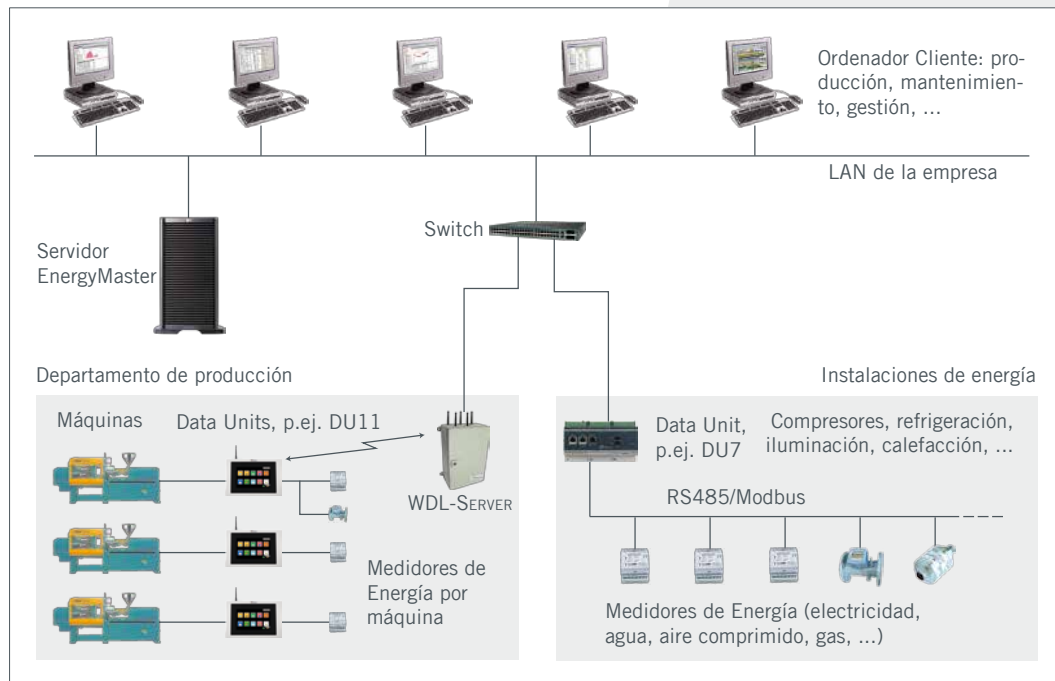 Ordenador Cliente: pro-
ducción, mantenimien-
to, gestión, ...
LAN de la empresa
Switch
Servidor
EnergyMaster
Departamento de producción
Instalaciones de energía
Máquinas
Data Units, p.ej. DU11
WDL-SERVER
Medidores de
Energía por
máquina
Data Unit,
p.ej. DU7
Compresores, refrigeración,
iluminación, calefacción, ...
RS485/Modbus
Medidores de Energía (electricidad,
agua, aire comprimido, gas, ...)